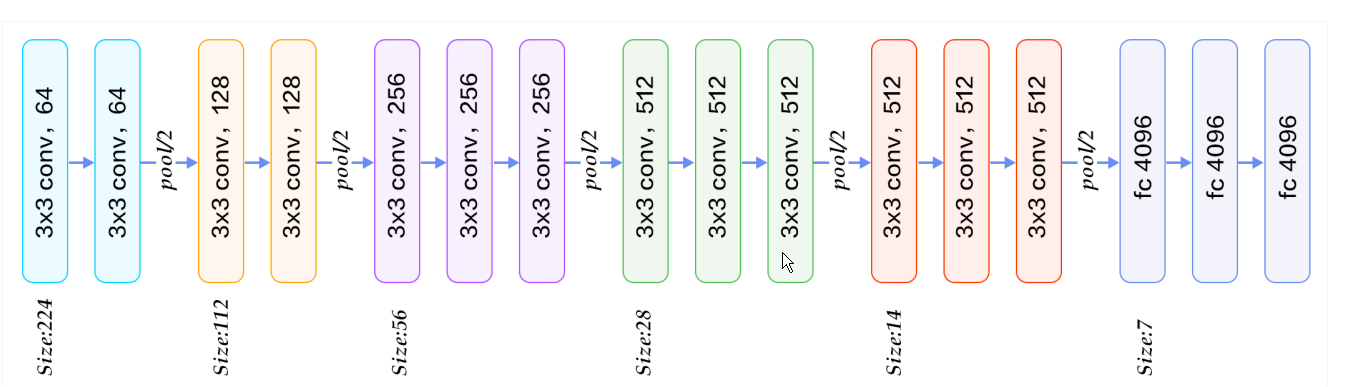 3x3 conv, 64
3x3 conv, 64
pool/2
3x3 conv, 128
3x3 conv, 128
pool/2
3x3 conv, 256
3x3 conv, 256
3x3 conv, 256
pool/2
3x3 conv, 512
3x3 conv, 512
3x3 conv, 512
pool/2
3x3 conv, 512
3x3 conv, 512
3x3 conv, 512
pool/2
fc 4096
fc 4096
fc 4096
Size:224
Size:112
Size:56
Size:28
Size:14
Size:7